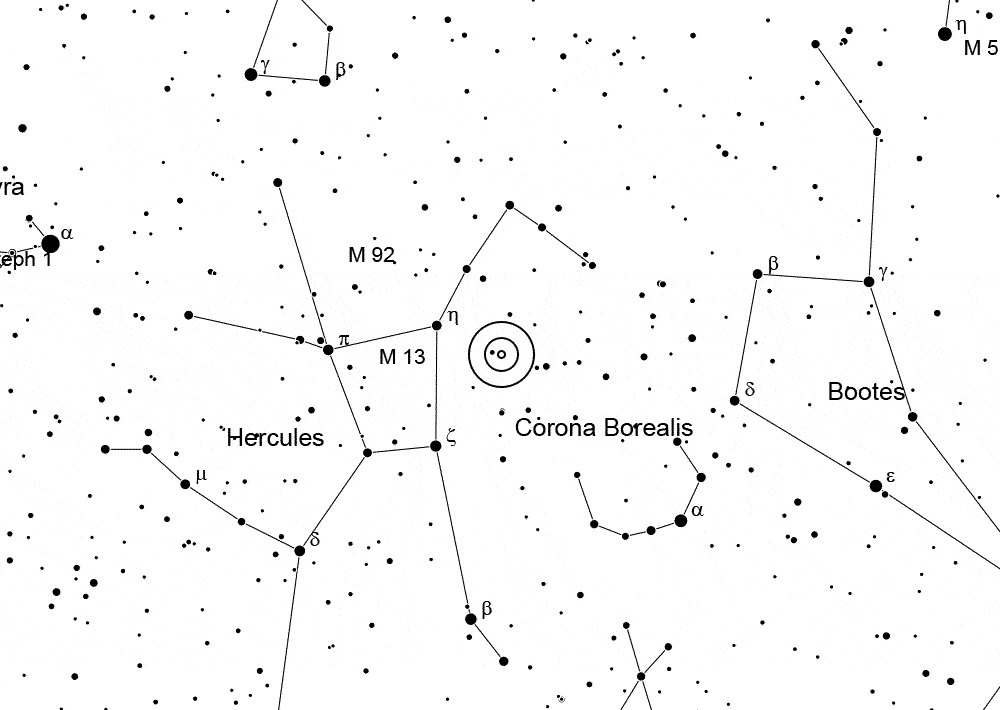 η
M 5
γ
β
yra
α
eph 1
M 92
β
γ
η
π
M 13
δ
Bootes
Hercules
ζ
Corona Borealis
μ
ε
α
δ
β